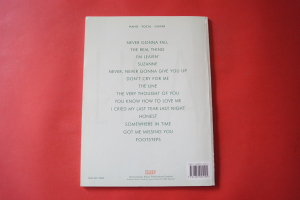 PIANO VOCAL GUITAR
NEVER GONNA FALL
THE REAL THING
I'M LEGEND
SUZANNE
NEVER, NEVER GONNA GIVE YOU UP
DON'T CRY FOR ME
THE LINE
THE VERY THOUGHT OF YOU
YOU KNOW HOW TO LOVE ME
I CRIED MY LAST TEAR LAST NIGHT
HONEST
SOMEWHERE IN TIME
GOT ME MISSING YOU
FOOTSTEPS